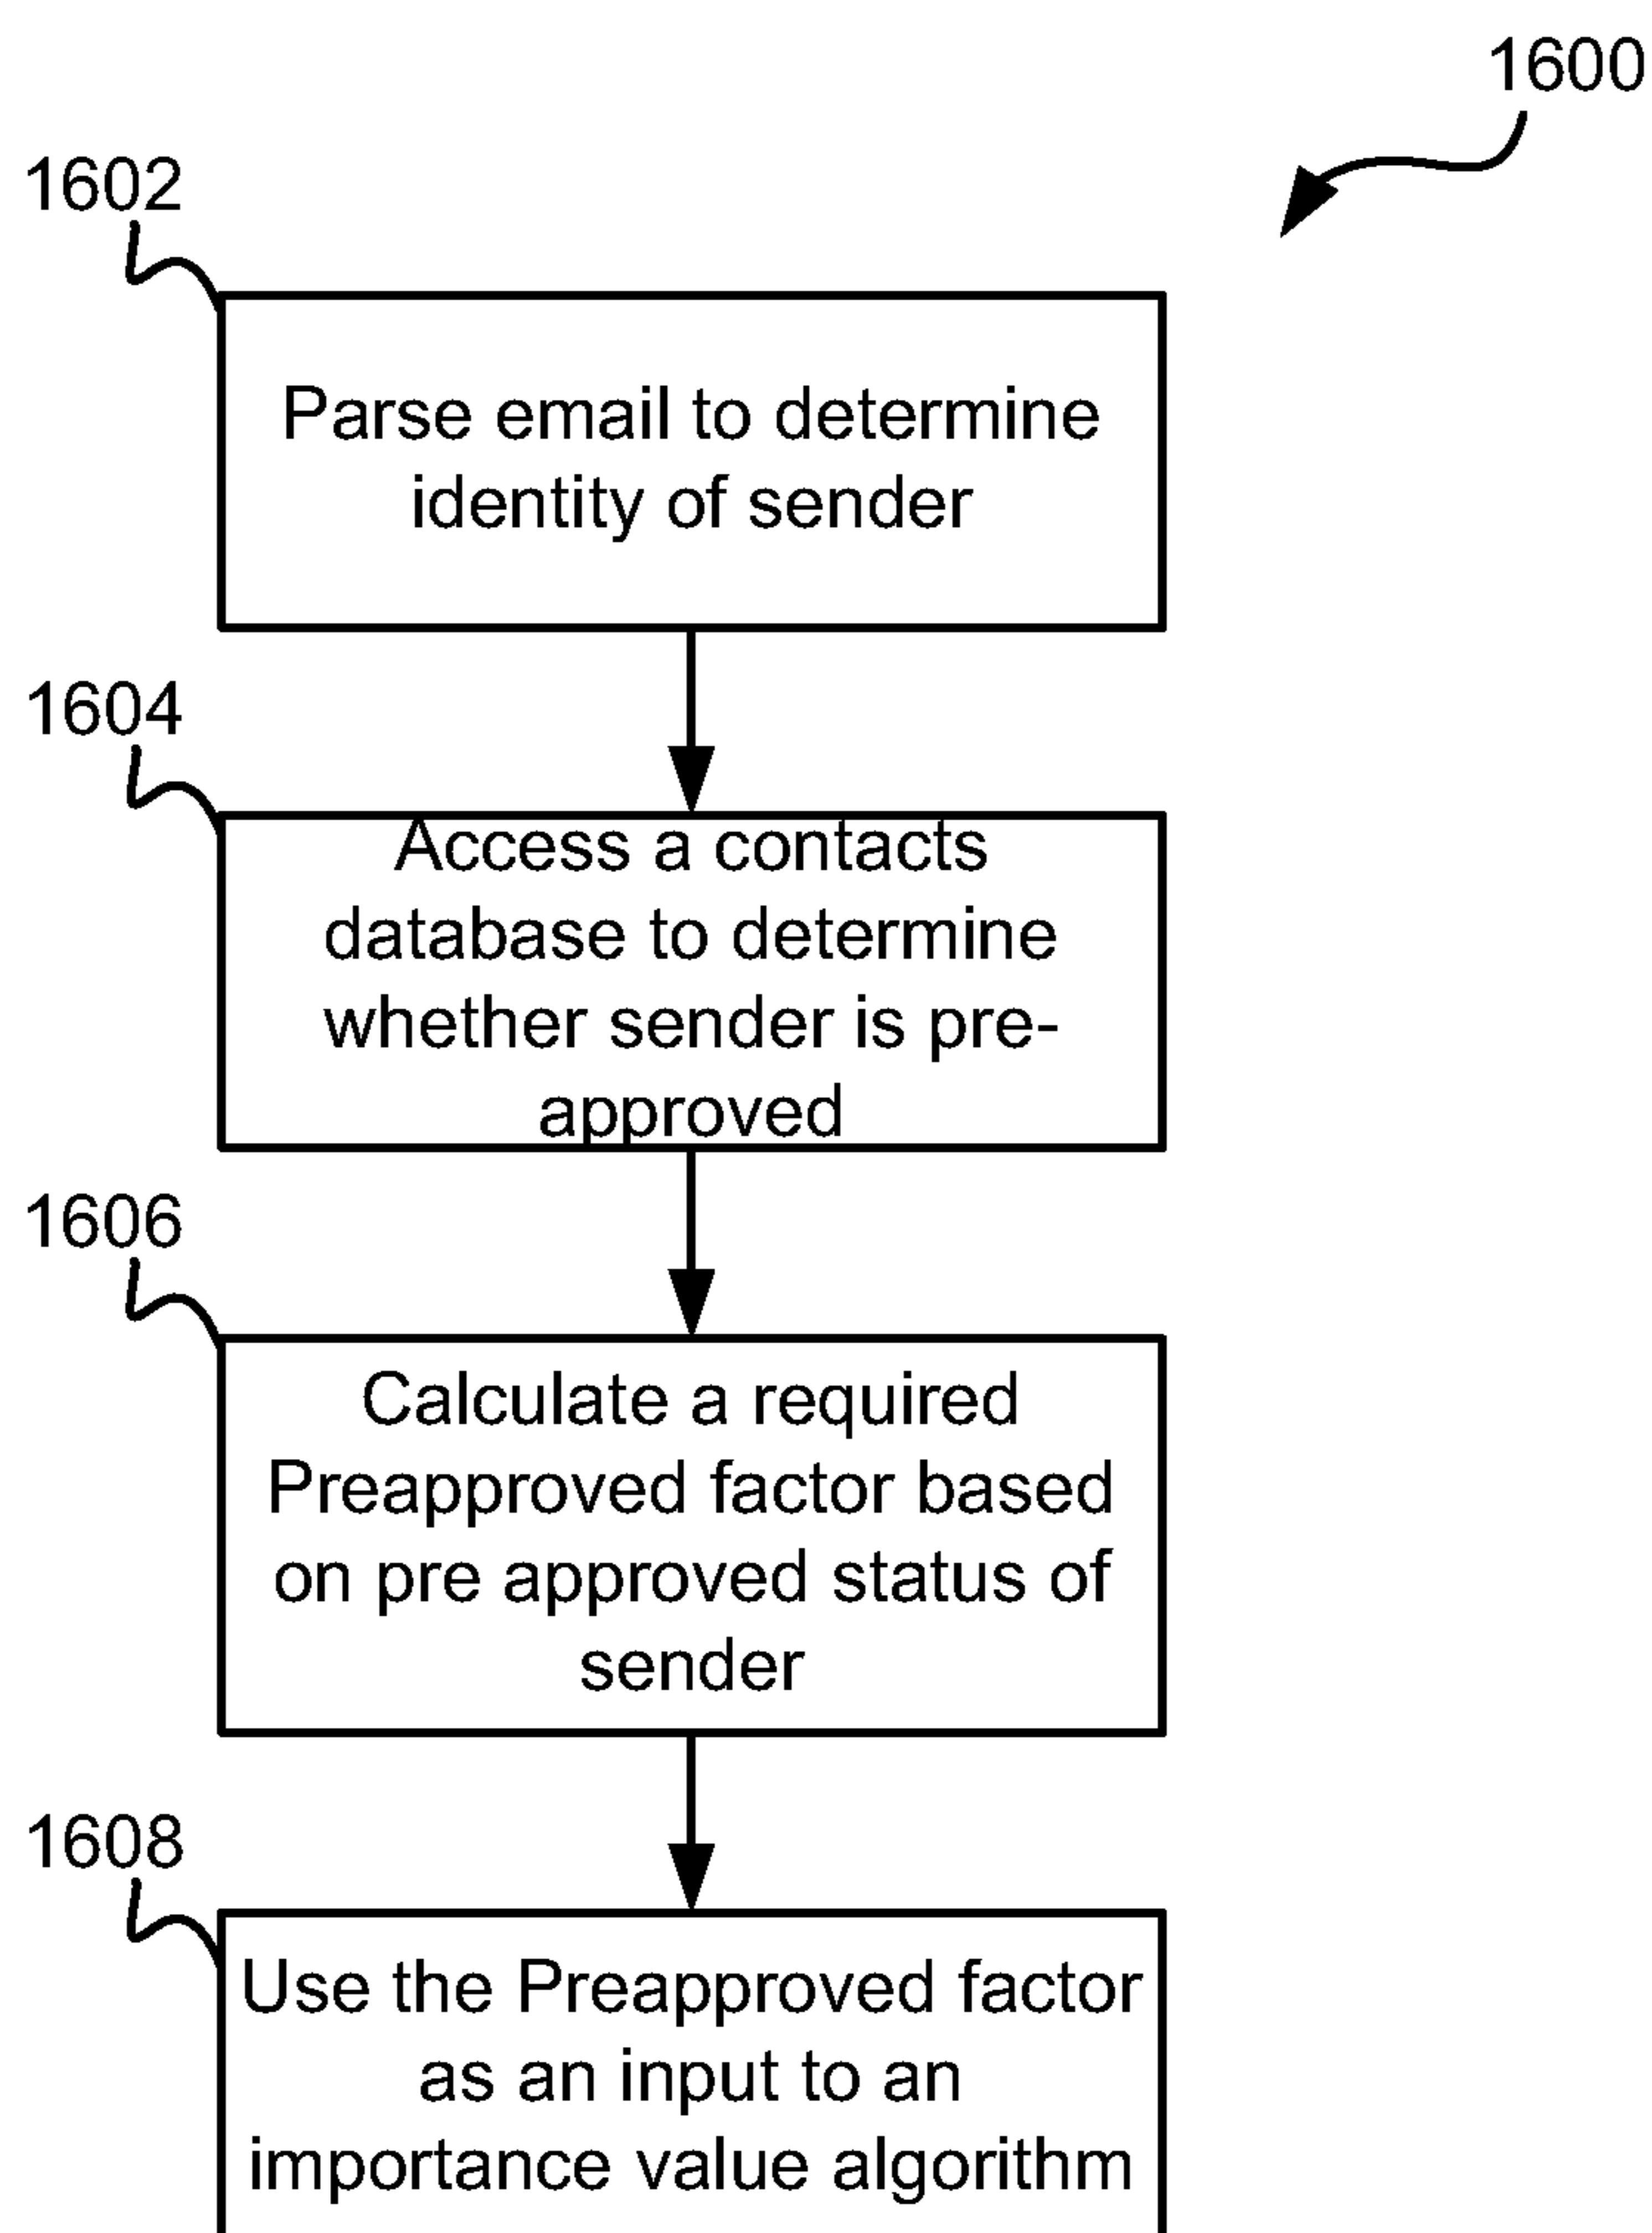 1600
1602
Parse email to determine
identity of sender
1604
Access a contacts
database to determine
whether sender is pre-
approved
1606
Calculate a required
Preapproved factor based
on pre approved status of
sender
1608
Use the Preapproved factor
as an input to an
importance value algorithm